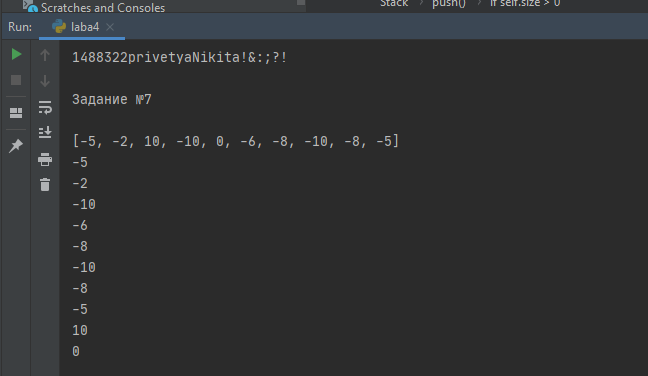 Scratches and Consoles
Stack › push() › if self.size > 0
Run: laba4 ×
1488322privetyaNikita!&:;?!
Задание №7
[-5, -2, 10, -10, 0, -6, -8, -10, -8, -5]
-5
-2
-10
-6
-8
-10
-8
-5
10
0